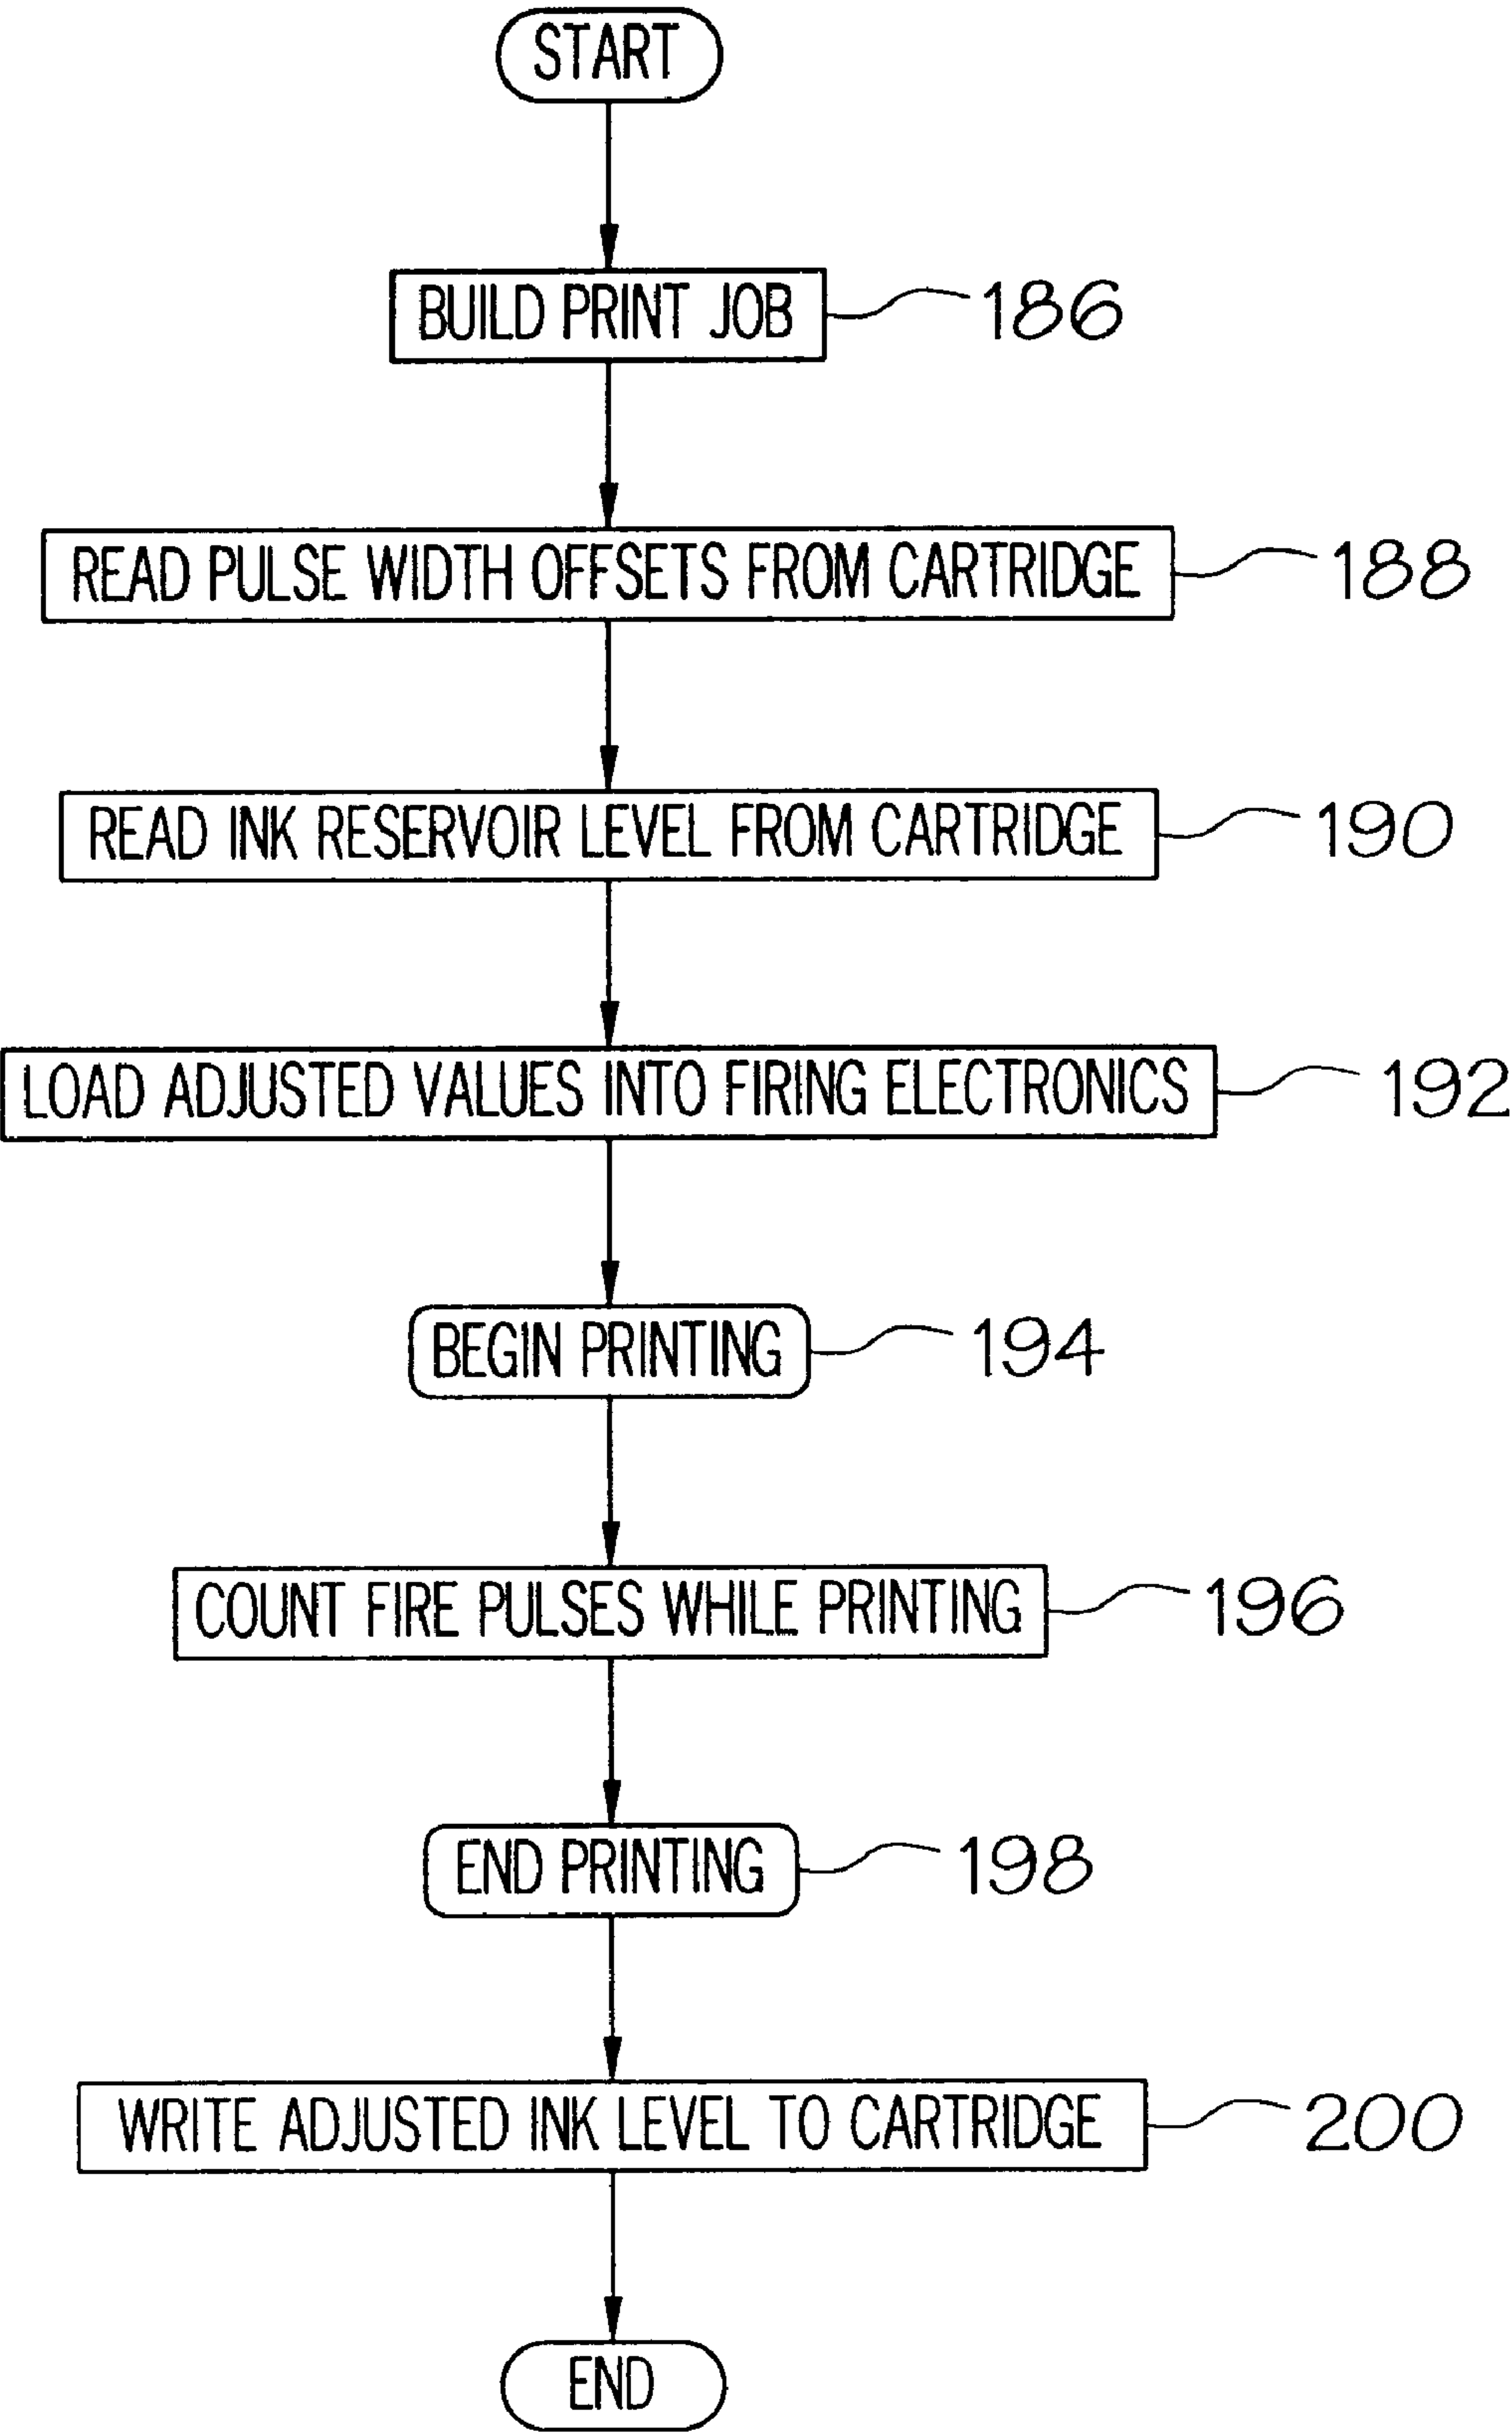 START
BUILD PRINT JOB 186
READ PULSE WIDTH OFFSETS FROM CARTRIDGE 188
READ INK RESERVOIR LEVEL FROM CARTRIDGE 190
LOAD ADJUSTED VALUES INTO FIRING ELECTRONICS 192
BEGIN PRINTING 194
COUNT FIRE PULSES WHILE PRINTING 196
END PRINTING 198
WRITE ADJUSTED INK LEVEL TO CARTRIDGE 200
END